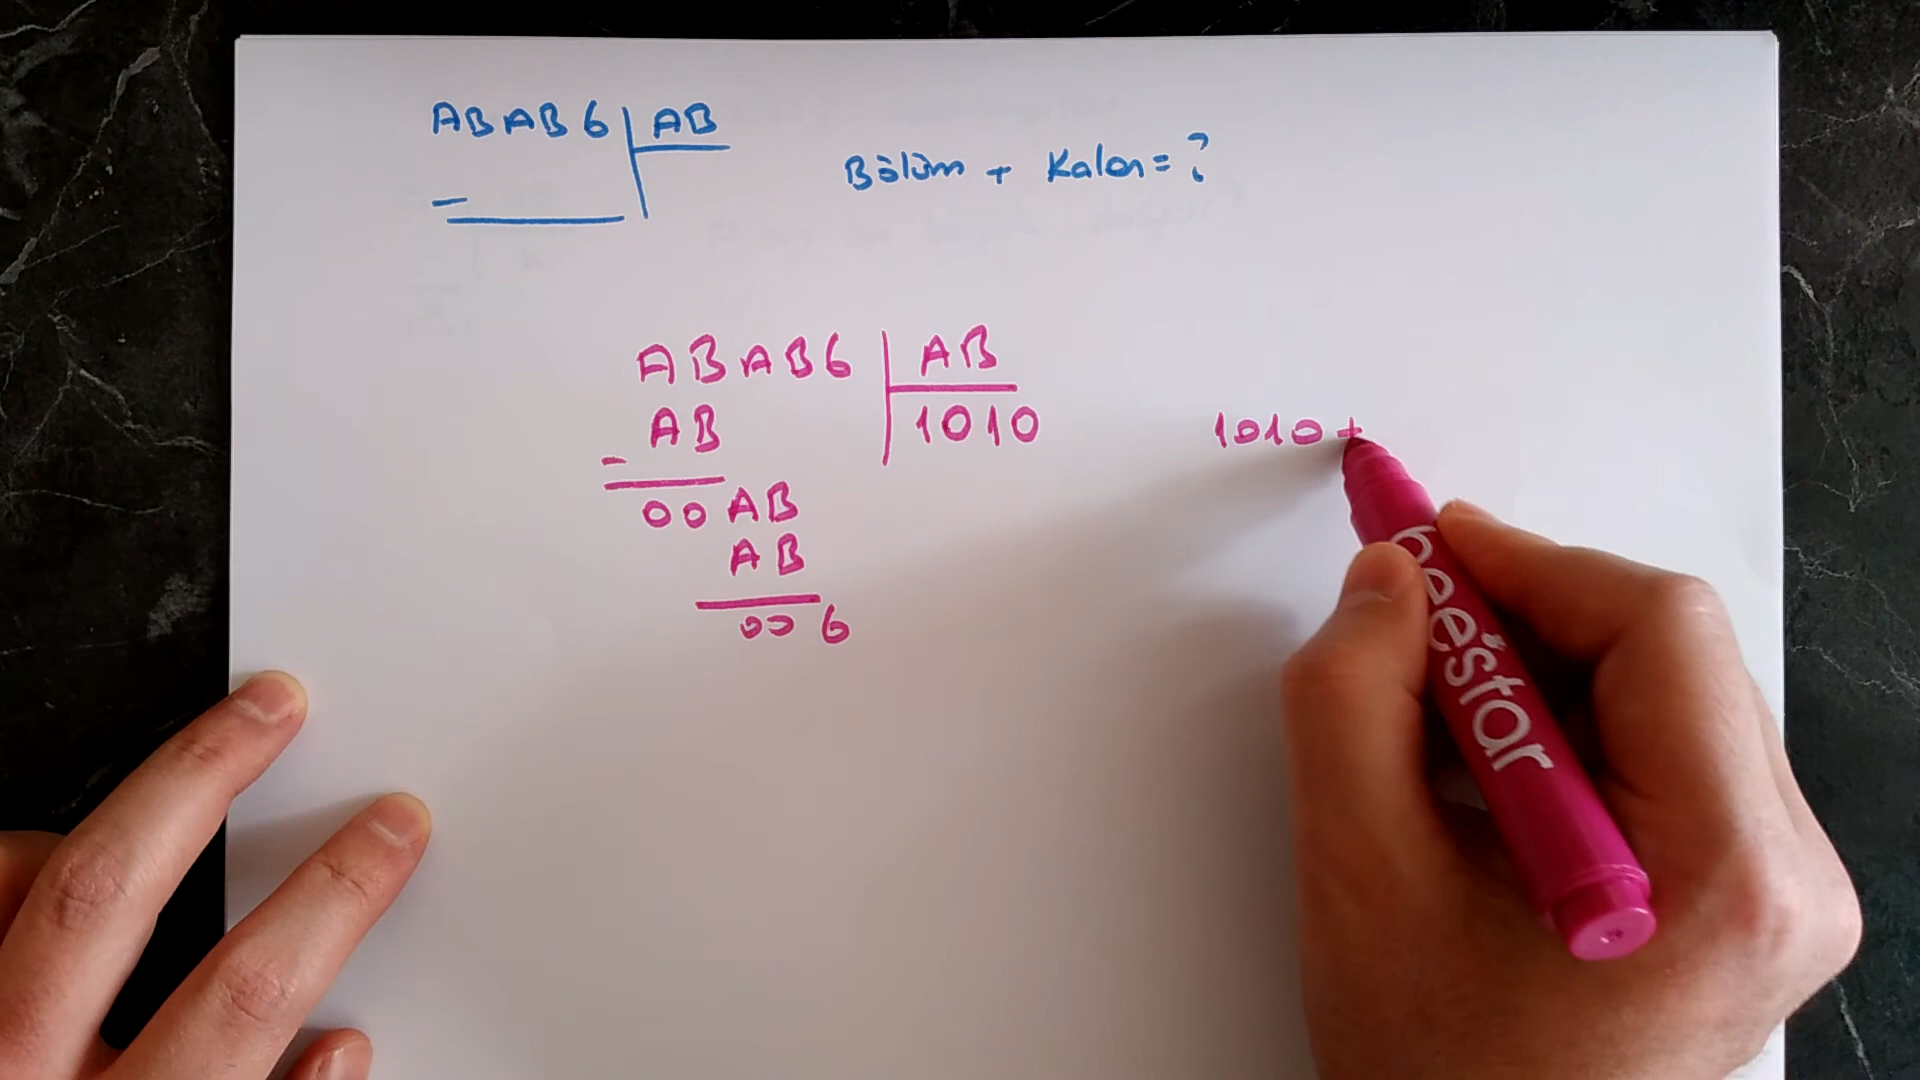 ABAB6 AB
Bölüm + Kalan = ?
ABAB6 AB
AB 1010
00AB
AB
006
1010 +
beestar